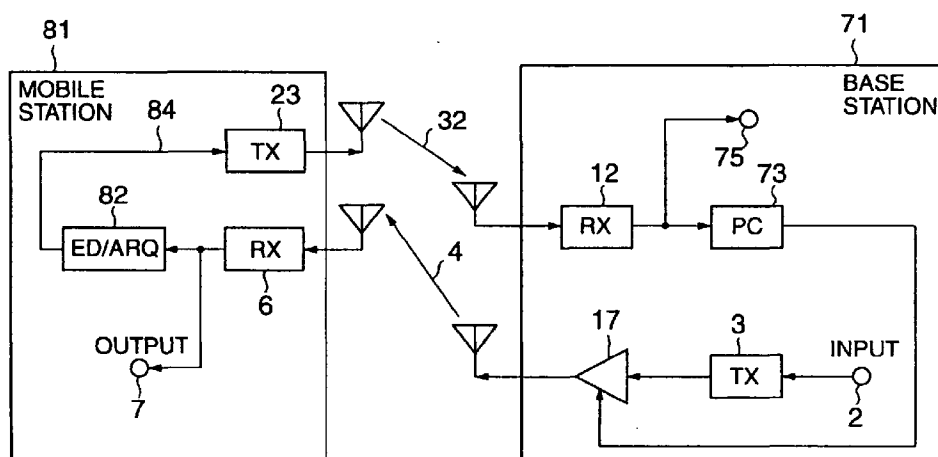 81
71
MOBILE
STATION
BASE
STATION
84
23
TX
32
75
12
73
RX
PC
82
ED/ARQ
RX
6
4
17
3
INPUT
TX
2
OUTPUT
7